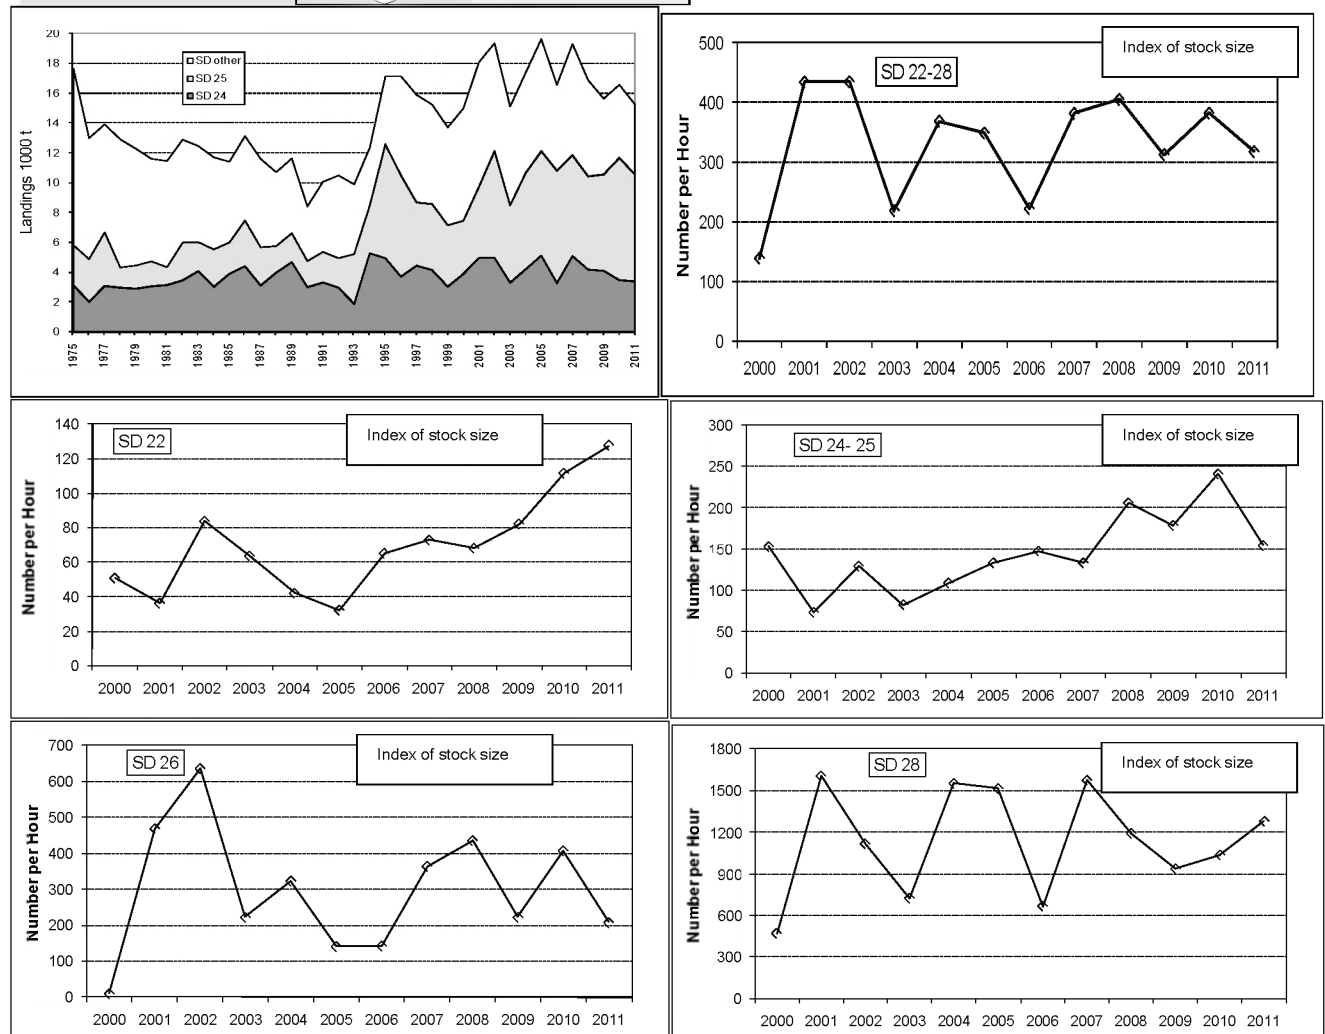 20
18
16
14
12
10
8
6
4
2
0
Landings 1000 t
SD other
SD 25
SD 24
1975
1977
1979
1981
1983
1985
1987
1989
1991
1993
1995
1997
1999
2001
2003
2005
2007
2009
2011
Index of stock size
SD 22-28
500
400
300
200
100
0
Number per Hour
2000 2001 2002 2003 2004 2005 2006 2007 2008 2009 2010 2011
SD 22
Index of stock size
140
120
100
80
60
40
20
0
Number per Hour
2000 2001 2002 2003 2004 2005 2006 2007 2008 2009 2010 2011
SD 24- 25
Index of stock size
300
250
200
150
100
50
0
Number per Hour
2000 2001 2002 2003 2004 2005 2006 2007 2008 2009 2010 2011
SD 26
Index of stock size
700
600
500
400
300
200
100
0
Number per Hour
2000 2001 2002 2003 2004 2005 2006 2007 2008 2009 2010 2011
SD 28
Index of stock size
1800
1500
1200
900
600
300
0
Number per Hour
2000 2001 2002 2003 2004 2005 2006 2007 2008 2009 2010 2011